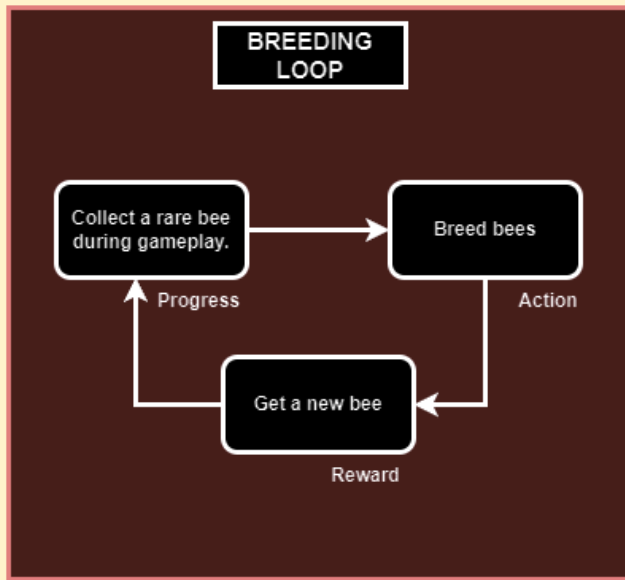 BREEDING
LOOP
Collect a rare bee
during gameplay.
Breed bees
Progress
Action
Get a new bee
Reward